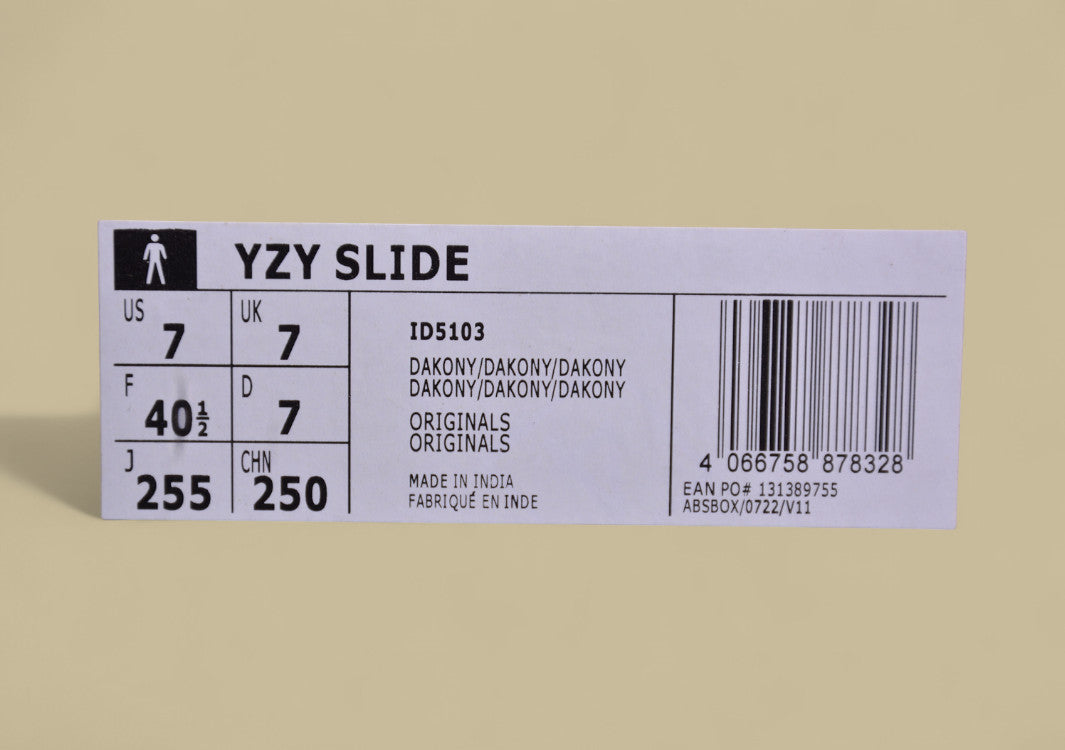 YZY SLIDE
US 7
UK 7
F 40½
D 7
J 255
CHN 250
ID5103
DAKONY/DAKONY/DAKONY
DAKONY/DAKONY/DAKONY
ORIGINALS
ORIGINALS
MADE IN INDIA
FABRIQUÉ EN INDE
4 066758 878328
EAN PO# 131389755
ABSBOX/0722/V11